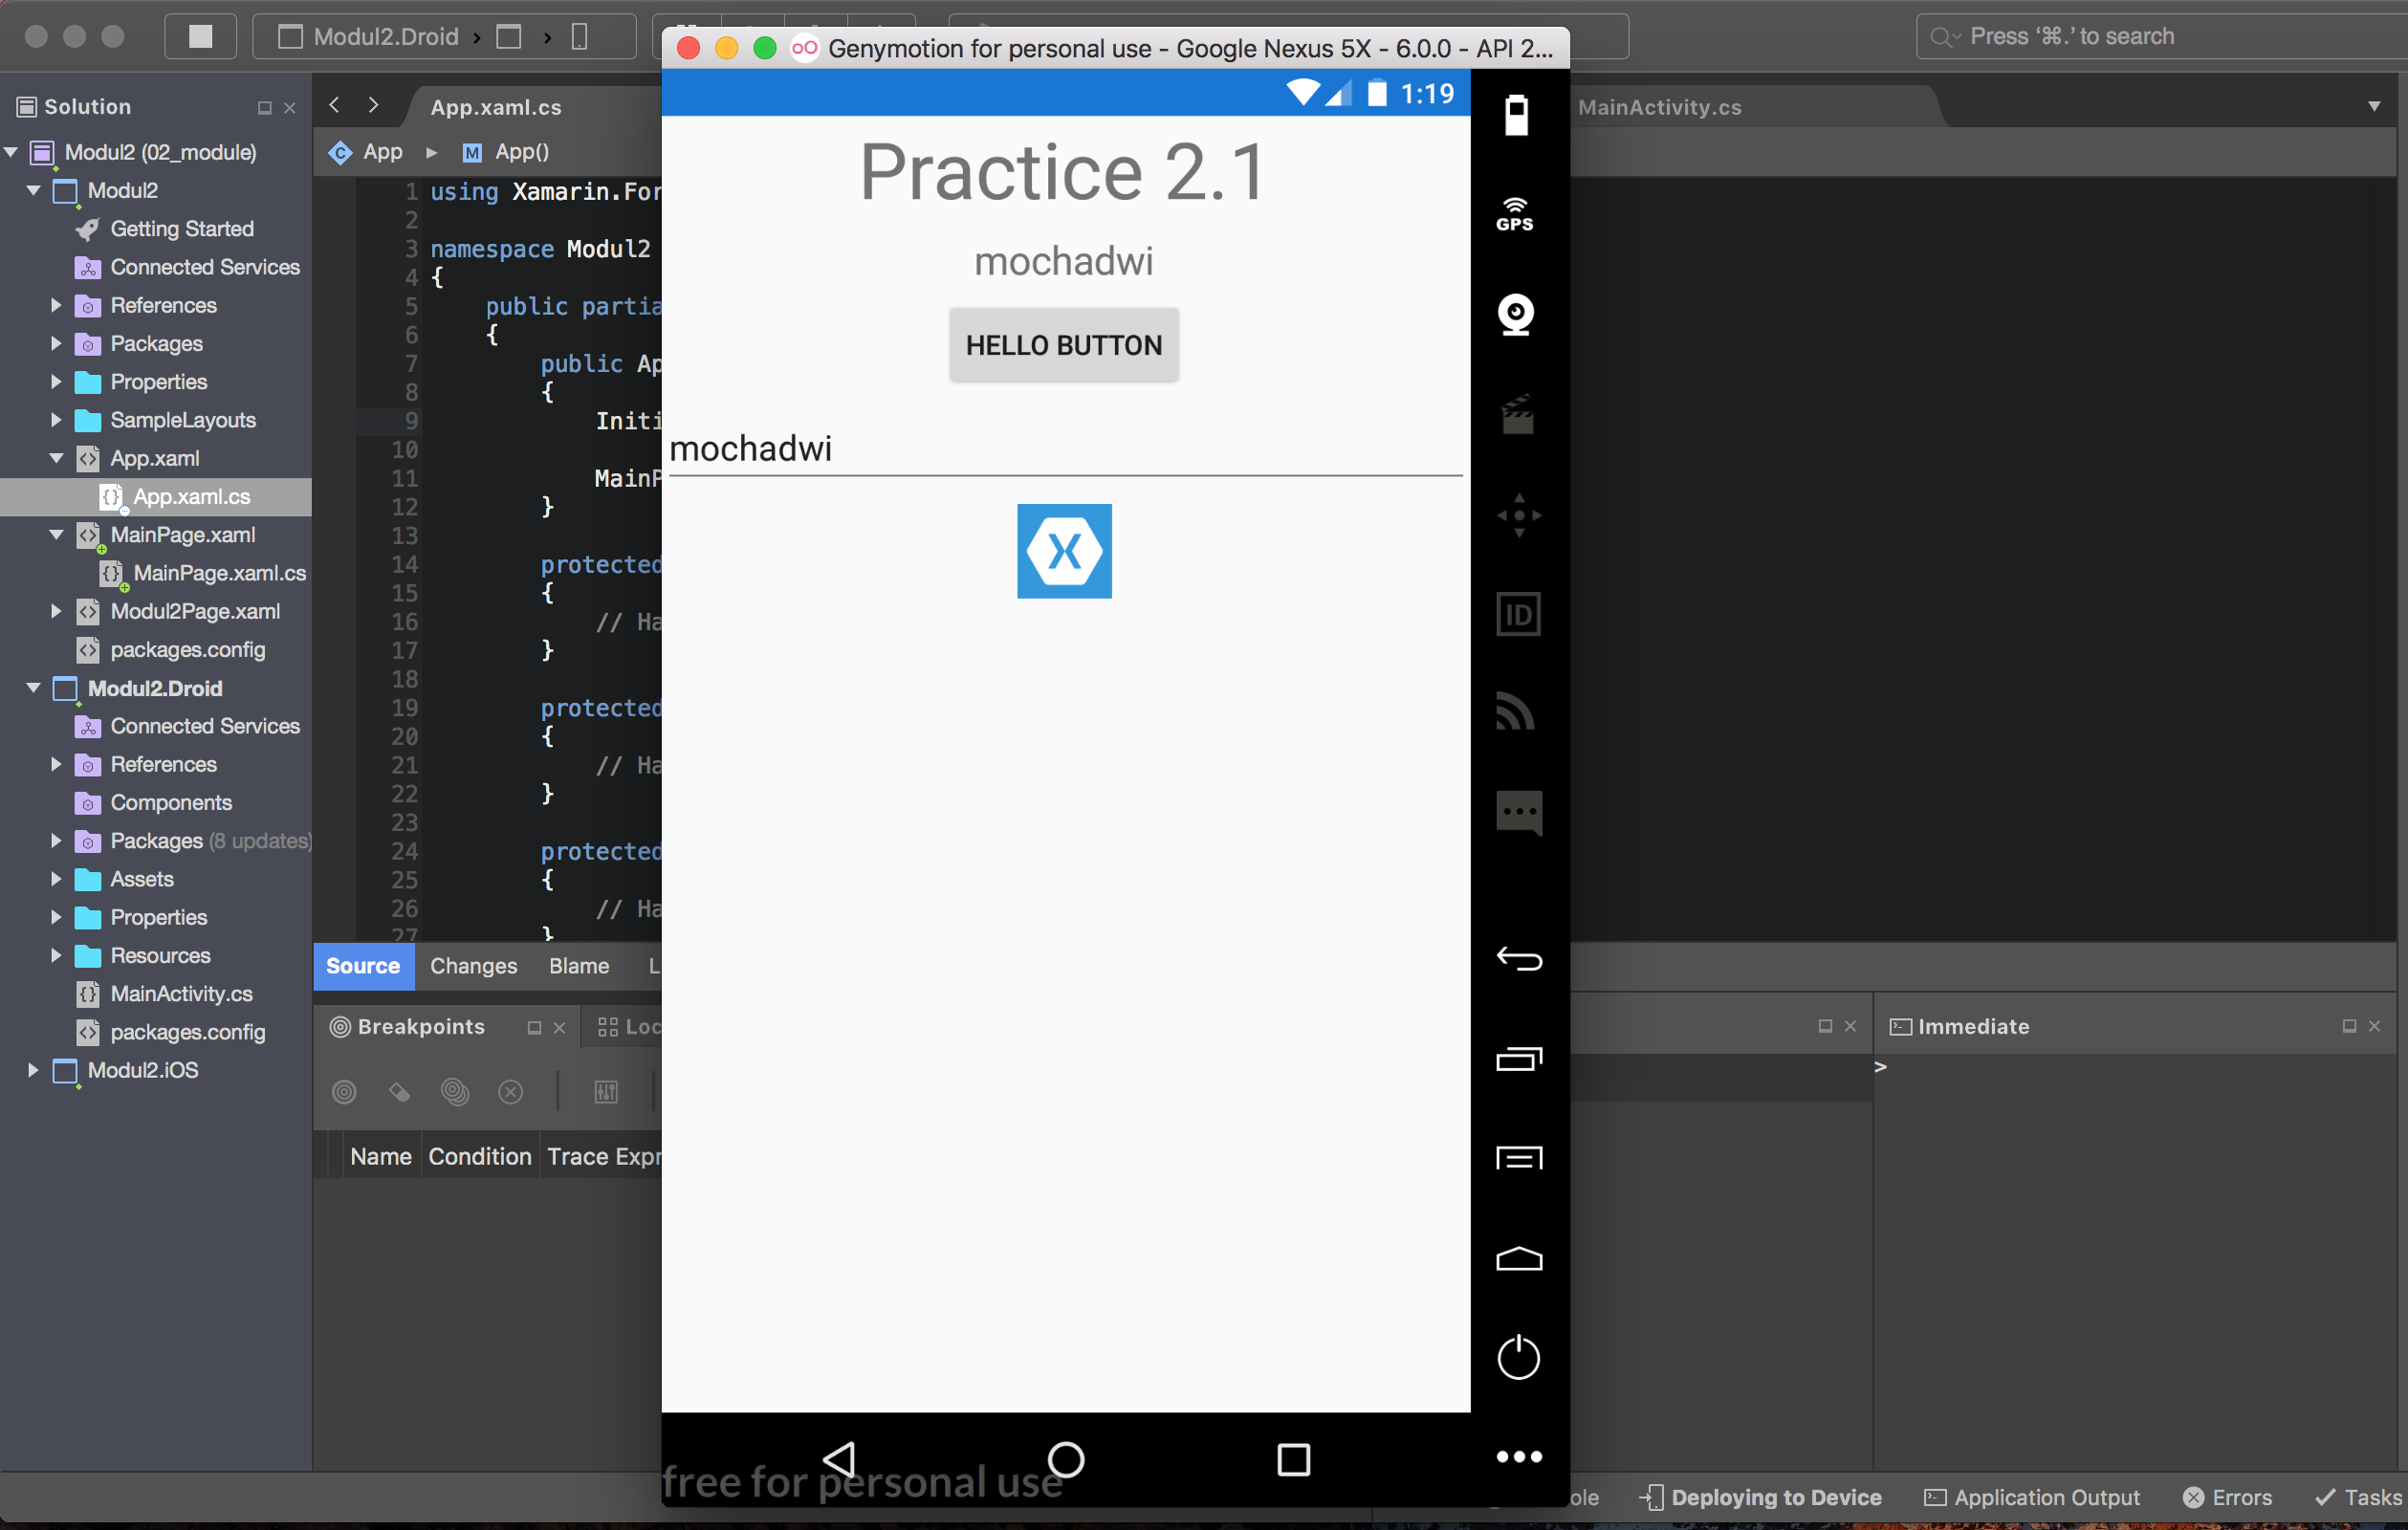 Modul2.Droid
Press ‘⌘.’ to search
Genymotion for personal use - Google Nexus 5X - 6.0.0 - API 2...
Solution
Modul2 (02_module)
Modul2
Getting Started
Connected Services
References
Packages
Properties
SampleLayouts
App.xaml
App.xaml.cs
MainPage.xaml
MainPage.xaml.cs
Modul2Page.xaml
packages.config
Modul2.Droid
Connected Services
References
Components
Packages (8 updates)
Assets
Properties
Resources
MainActivity.cs
packages.config
Modul2.iOS
App.xaml.cs
MainActivity.cs
App
M App()
1 using Xamarin.For
2
3 namespace Modul2
4 {
5 public partia
6 {
7 public Ap
8 {
9 Initi
10
11 MainP
12 }
13
14 protected
15 {
16 // Ha
17 }
18
19 protected
20 {
21 // Ha
22 }
23
24 protected
25 {
26 // Ha
27 }
Source Changes Blame L
Breakpoints
Loc
Name Condition Trace Expr
1:19
Practice 2.1
mochadwi
HELLO BUTTON
mochadwi
X
GPS
ID
free for personal use
Immediate
>
ole
Deploying to Device
Application Output
Errors
Tasks